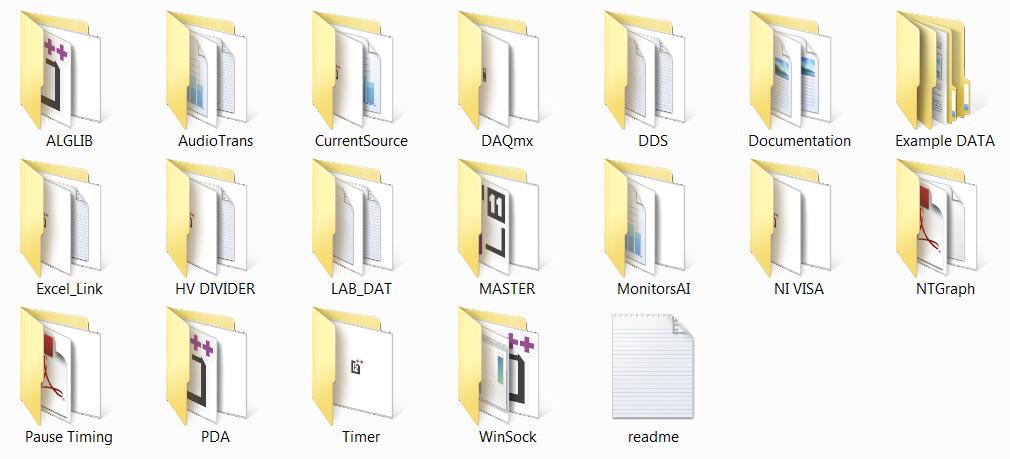 ALGLIB
AudioTrans
CurrentSource
DAQmx
DDS
Documentation
Example DATA
Excel_Link
HV DIVIDER
LAB_DAT
MASTER
MonitorsAI
NI VISA
NTGraph
Pause Timing
PDA
Timer
WinSock
readme